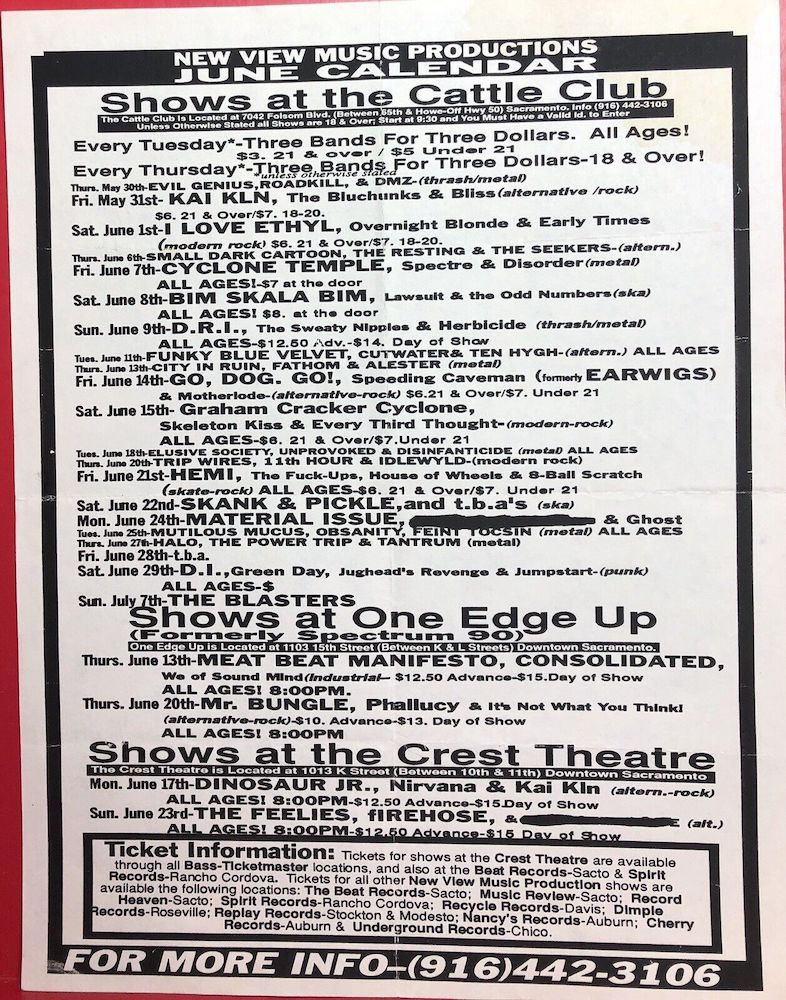 NEW VIEW MUSIC PRODUCTIONS
JUNE CALENDAR
Shows at the Cattle Club
The Cattle Club is Located at 7042 Folsom Blvd. (Between 65th & Howe-Off Hwy 50) Sacramento. Info (916) 442-3106
Unless Otherwise Stated all Shows are 18 & Over; Start at 9:30 and You Must Have a Valid Id. to Enter
Every Tuesday*-Three Bands For Three Dollars. All Ages!
$3. 21 & over / $5 Under 21
Every Thursday*-Three Bands For Three Dollars-18 & Over!
*unless otherwise stated
Thurs. May 30th-EVIL GENIUS,ROADKILL, & DMZ-(thrash/metal)
Fri. May 31st- KAI KLN, The Bluchunks & Bliss(alternative /rock)
$6. 21 & Over/$7. 18-20.
Sat. June 1st-I LOVE ETHYL, Overnight Blonde & Early Times
(modern rock) $6. 21 & Over/$7. 18-20.
Thurs. June 6th-SMALL DARK CARTOON, THE RESTING & THE SEEKERS-(altern.)
Fri. June 7th-CYCLONE TEMPLE, Spectre & Disorder(metal)
ALL AGES!-$7 at the door
Sat. June 8th-BIM SKALA BIM, Lawsuit & the Odd Numbers(ska)
ALL AGES! $8. at the door
Sun. June 9th-D.R.I., The Sweaty Nipples & Herbicide (thrash/metal)
ALL AGES-$12.50 Adv.-$14. Day of Show
Tues. June 11th-FUNKY BLUE VELVET, CUTWATER& TEN HYGH-(altern.) ALL AGES
Thurs. June 13th-CITY IN RUIN, FATHOM & ALESTER (metal)
Fri. June 14th-GO, DOG. GO!, Speeding Caveman (formerly EARWIGS)
& Motherlode-(alternative-rock) $6.21 & Over/$7. Under 21
Sat. June 15th- Graham Cracker Cyclone,
Skeleton Kiss & Every Third Thought-(modern-rock)
ALL AGES-$6. 21 & Over/$7.Under 21
Tues. June 18th-ELUSIVE SOCIETY, UNPROVOKED & DISINFANTICIDE (metal) ALL AGES
Thurs. June 20th-TRIP WIRES, 11th HOUR & IDLEWYLD-(modern rock)
Fri. June 21st-HEMI, The Fuck-Ups, House of Wheels & 8-Ball Scratch
(skate-rock) ALL AGES-$6. 21 & Over/$7. Under 21
Sat. June 22nd-SKANK & PICKLE,and t.b.a's (ska)
Mon. June 24th-MATERIAL ISSUE, & Ghost
Tues. June 25th-MUTILOUS MUCUS, OBSANITY, FEINT TOCSIN (metal) ALL AGES
Thurs. June 27th-HALO, THE POWER TRIP & TANTRUM (metal)
Fri. June 28th-t.b.a.
Sat. June 29th-D.I.,Green Day, Jughead's Revenge & Jumpstart-(punk)
ALL AGES-$
Sun. July 7th-THE BLASTERS
Shows at One Edge Up
(Formerly Spectrum 90)
One Edge Up is Located at 1103 15th Street (Between K & L Streets) Downtown Sacramento.
Thurs. June 13th-MEAT BEAT MANIFESTO, CONSOLIDATED,
We of Sound Mind(industrial- $12.50 Advance-$15.Day of Show
ALL AGES! 8:00PM.
Thurs. June 20th-Mr. BUNGLE, Phallucy & It's Not What You Think!
(alternative-rock)-$10. Advance-$13. Day of Show
ALL AGES! 8:00PM
Shows at the Crest Theatre
The Crest Theatre is Located at 1013 K Street (Between 10th & 11th) Downtown Sacramento
Mon. June 17th-DINOSAUR JR., Nirvana & Kai Kln (altern.-rock)
ALL AGES! 8:00PM-$12.50 Advance-$15.Day of Show
Sun. June 23rd-THE FEELIES, fIREHOSE, & E (alt.)
ALL AGES! 8:00PM-$12.50 Advance-$15 Day of Show
Ticket Information: Tickets for shows at the Crest Theatre are available
through all Bass-Ticketmaster locations, and also at the Beat Records-Sacto & Spirit
Records-Rancho Cordova. Tickets for all other New View Music Production shows are
available the following locations: The Beat Records-Sacto; Music Review-Sacto; Record
Heaven-Sacto; Spirit Records-Rancho Cordova; Recycle Records-Davis; Dimple
Records-Roseville; Replay Records-Stockton & Modesto; Nancy's Records-Auburn; Cherry
Records-Auburn & Underground Records-Chico.
FOR MORE INFO-(916)442-3106